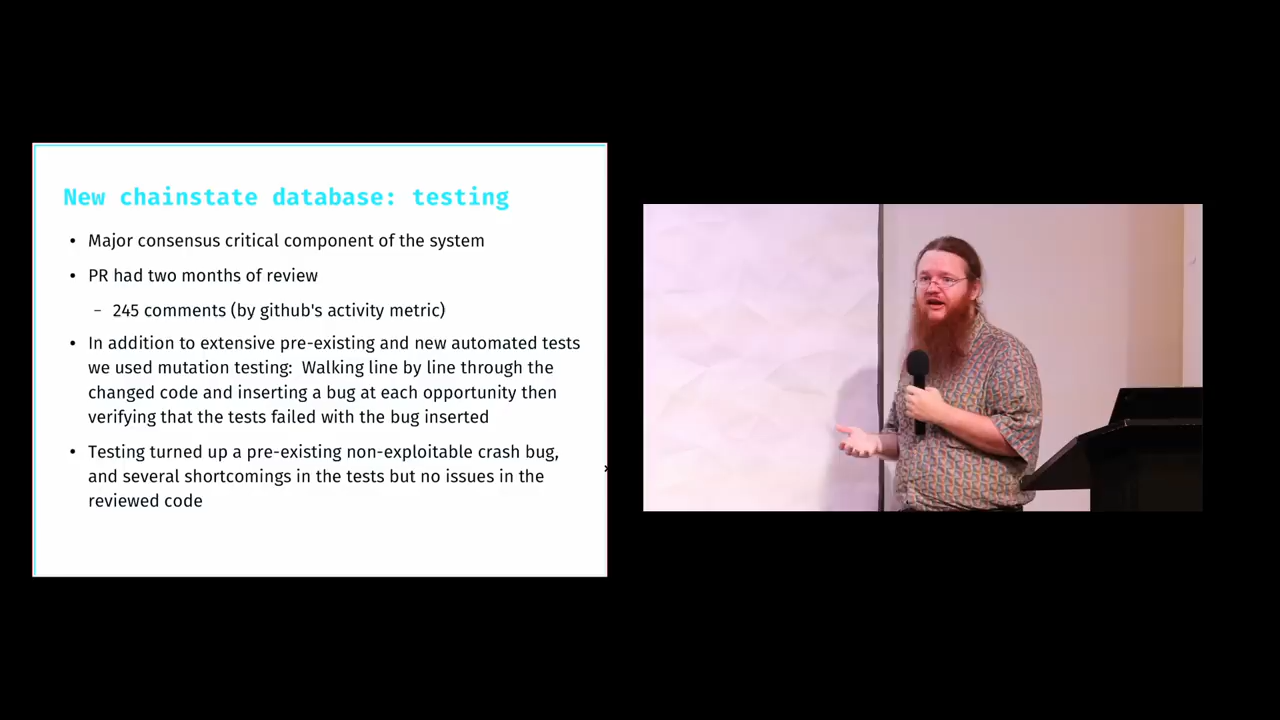 New chainstate database: testing
• Major consensus critical component of the system
• PR had two months of review
– 245 comments (by github's activity metric)
• In addition to extensive pre-existing and new automated tests
we used mutation testing:  Walking line by line through the
changed code and inserting a bug at each opportunity then
verifying that the tests failed with the bug inserted
• Testing turned up a pre-existing non-exploitable crash bug,
and several shortcomings in the tests but no issues in the
reviewed code